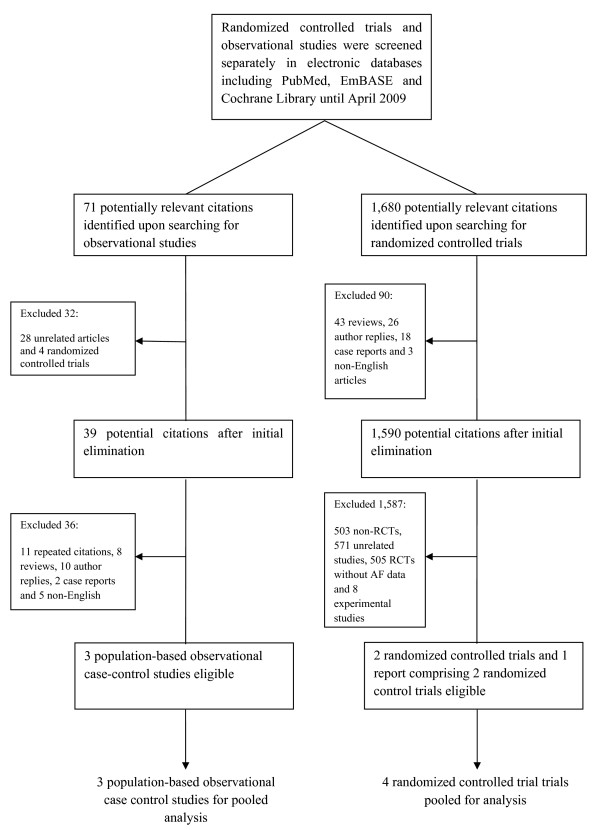 Randomized controlled trials and
observational studies were screened
separately in electronic databases
including PubMed, EmBASE and
Cochrane Library until April 2009
71 potentially relevant citations
identified upon searching for
observational studies
1,680 potentially relevant citations
identified upon searching for
randomized controlled trials
Excluded 32:
28 unrelated articles
and 4 randomized
controlled trials
Excluded 90:
43 reviews, 26
author replies, 18
case reports and 3
non-English
articles
39 potential citations after initial
elimination
1,590 potential citations after initial
elimination
Excluded 36:
11 repeated citations, 8
reviews, 10 author
replies, 2 case reports
and 5 non-English
Excluded 1,587:
503 non-RCTs,
571 unrelated
studies, 505 RCTs
without AF data
and 8
experimental
studies
3 population-based observational
case-control studies eligible
2 randomized controlled trials and 1
report comprising 2 randomized
control trials eligible
3 population-based observational
case control studies for pooled
analysis
4 randomized controlled trial trials
pooled for analysis